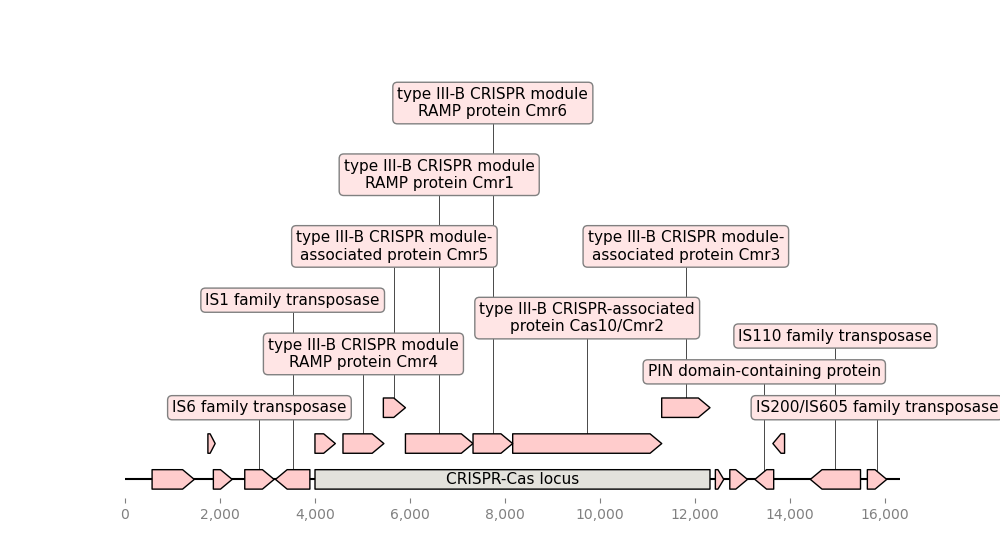 type III-B CRISPR module
RAMP protein Cmr6
type III-B CRISPR module
RAMP protein Cmr1
type III-B CRISPR module-
associated protein Cmr5
type III-B CRISPR module-
associated protein Cmr3
IS1 family transposase
type III-B CRISPR-associated
protein Cas10/Cmr2
IS110 family transposase
type III-B CRISPR module
RAMP protein Cmr4
PIN domain-containing protein
IS6 family transposase
IS200/IS605 family transposase
CRISPR-Cas locus
0 2,000 4,000 6,000 8,000 10,000 12,000 14,000 16,000